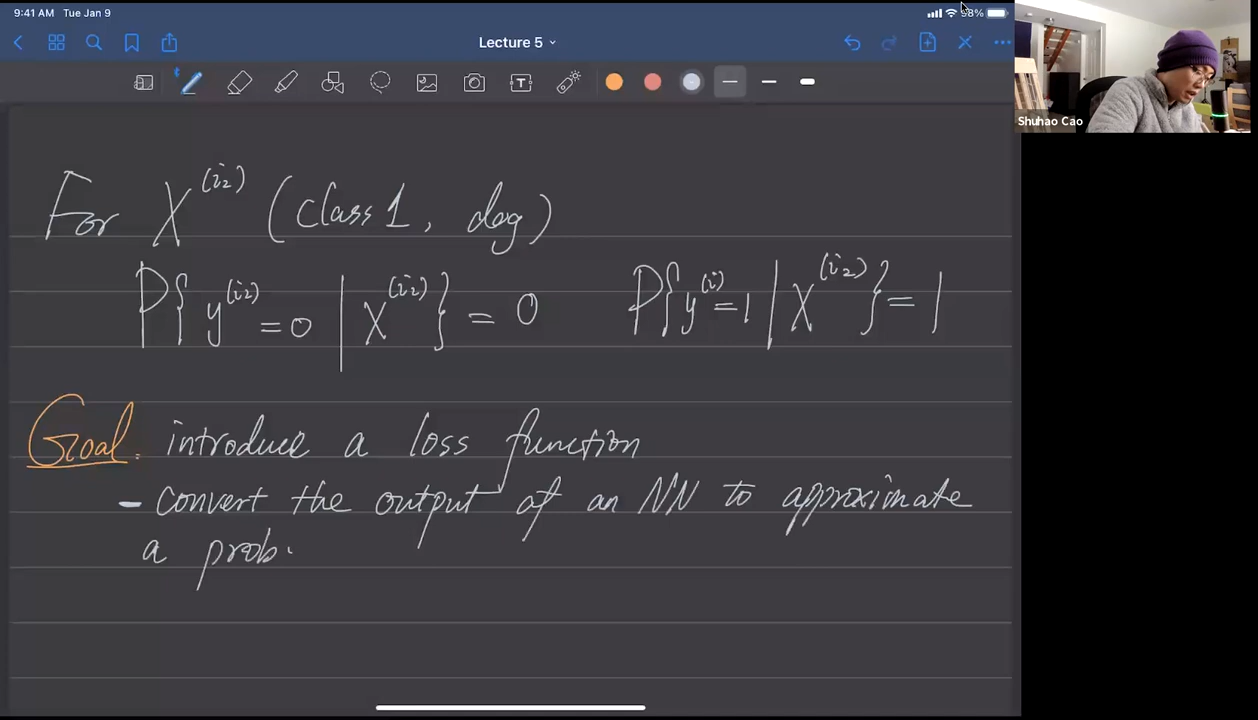 9:41 AM Tue Jan 9
98%
Lecture 5
Shuhao Cao
For X^(i₂) (class 1, dog)
P{ y^(i₂) = 0 | X^(i₂) } = 0 P{ y^(i) = 1 | X^(i₂) } = 1
Goal: introduce a loss function
- convert the output of an NN to approximate
a prob.